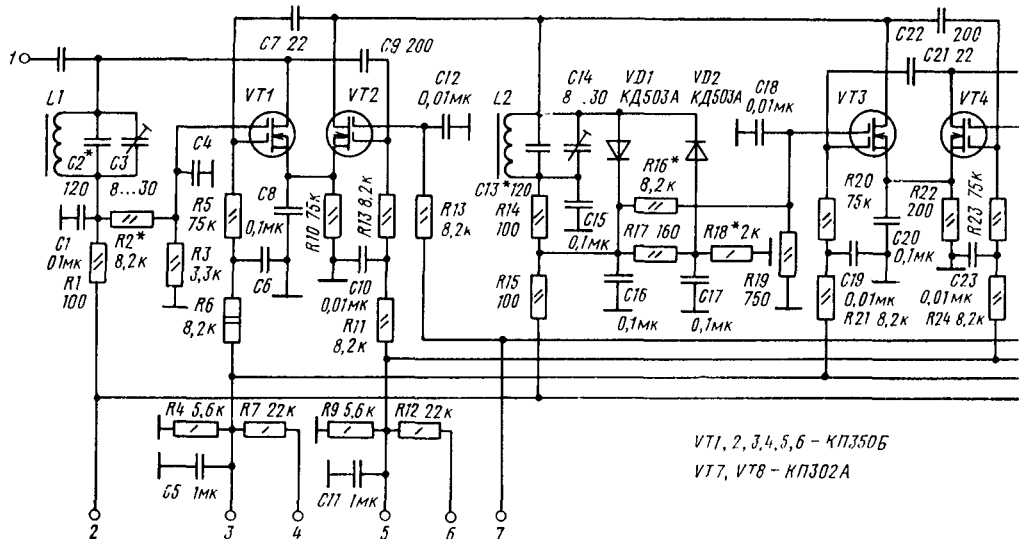 C7 22
C9 200
C22
200
C21 22
1
L1
VT1
VT2
C12
0,01мк
L2
C14
8...30
VD1
КД503А
VD2
КД503А
C18
0,01мк
VT3
VT4
C2*
120
C3
8...30
C4
R5
75к
C8
0,1мк
R10
75к
R13 8,2к
R13
8,2к
C13*120
R14
100
C15
0,1мк
R16*
8,2к
R17 160
R18*2к
R19
750
R20
75к
C20
0,1мк
R22
200
R23 75к
C1
01мк
R1
100
R2*
8,2к
R3
3,3к
C6
R6
8,2к
C10
0,01мк
R11
8,2к
R15
100
C16
0,1мк
C17
0,1мк
C19
0,01мк
R21 8,2к
C23
0,01мк
R24 8,2к
R4 5,6к
R7 22к
R9 5,6к
R12 22к
C5 1мк
C11 1мк
VT1, 2, 3,4,5,6 – КП350Б
VT7, VT8 – КП302А
2
3
4
5
6
7